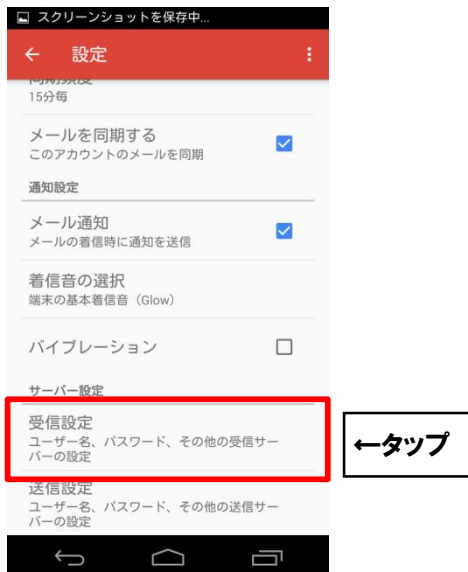 スクリーンショットを保存中...
設定
同期頻度
15分毎
メールを同期する
このアカウントのメールを同期
通知設定
メール通知
メールの着信時に通知を送信
着信音の選択
端末の基本着信音（Glow）
バイブレーション
サーバー設定
受信設定
ユーザー名、パスワード、その他の受信サー
バーの設定
←タップ
送信設定
ユーザー名、パスワード、その他の送信サー
バーの設定